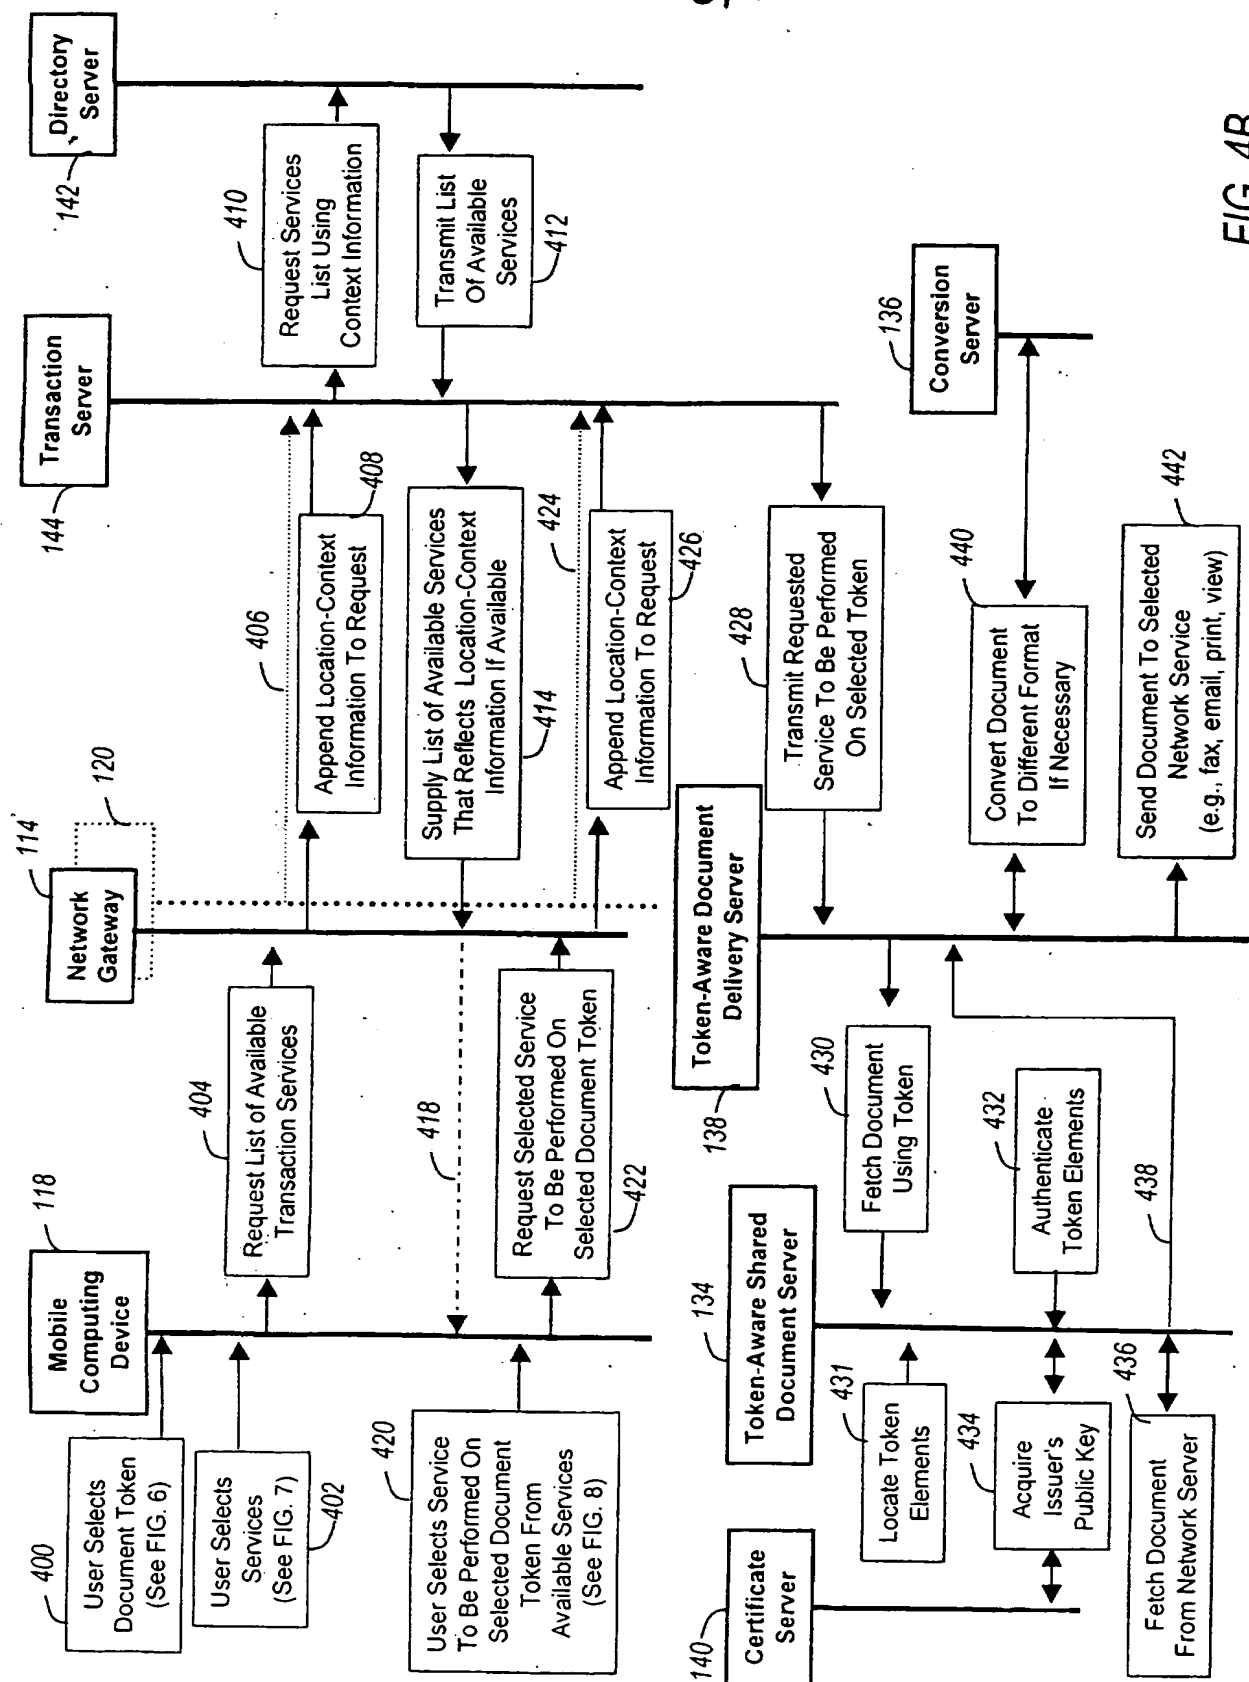 400
User Selects
Document Token
(See FIG. 6)
User Selects
Services
(See FIG. 7)
402
420
User Selects Service
To Be Performed On
Selected Document
Token From
Available Services
(See FIG. 8)
118
Mobile
Computing
Device
404
Request List of Available
Transaction Services
418
Request Selected Service
To Be Performed On
Selected Document Token
422
114'
120
Network
Gateway
406
Append Location-Context
Information To Request
408
Supply List of Available Services
That Reflects Location-Context
Information If Available
414
424
Append Location-Context
Information To Request
426
144
Transaction
Server
410
Request Services
List Using
Context Information
Transmit List
Of Available
Services
412
142
Directory
Server
140
Certificate
Server
431
Locate Token
Elements
434
Acquire
Issuer's
Public Key
436
Fetch Document
From Network Server
134
Token-Aware Shared
Document Server
430
Fetch Document
Using Token
432
Authenticate
Token Elements
438
138
Token-Aware Document
Delivery Server
428
Transmit Requested
Service To Be Performed
On Selected Token
440
Convert Document
To Different Format
If Necessary
442
Send Document To Selected
Network Service
(e.g., fax, email, print, view)
136
Conversion
Server
FIG. 4B